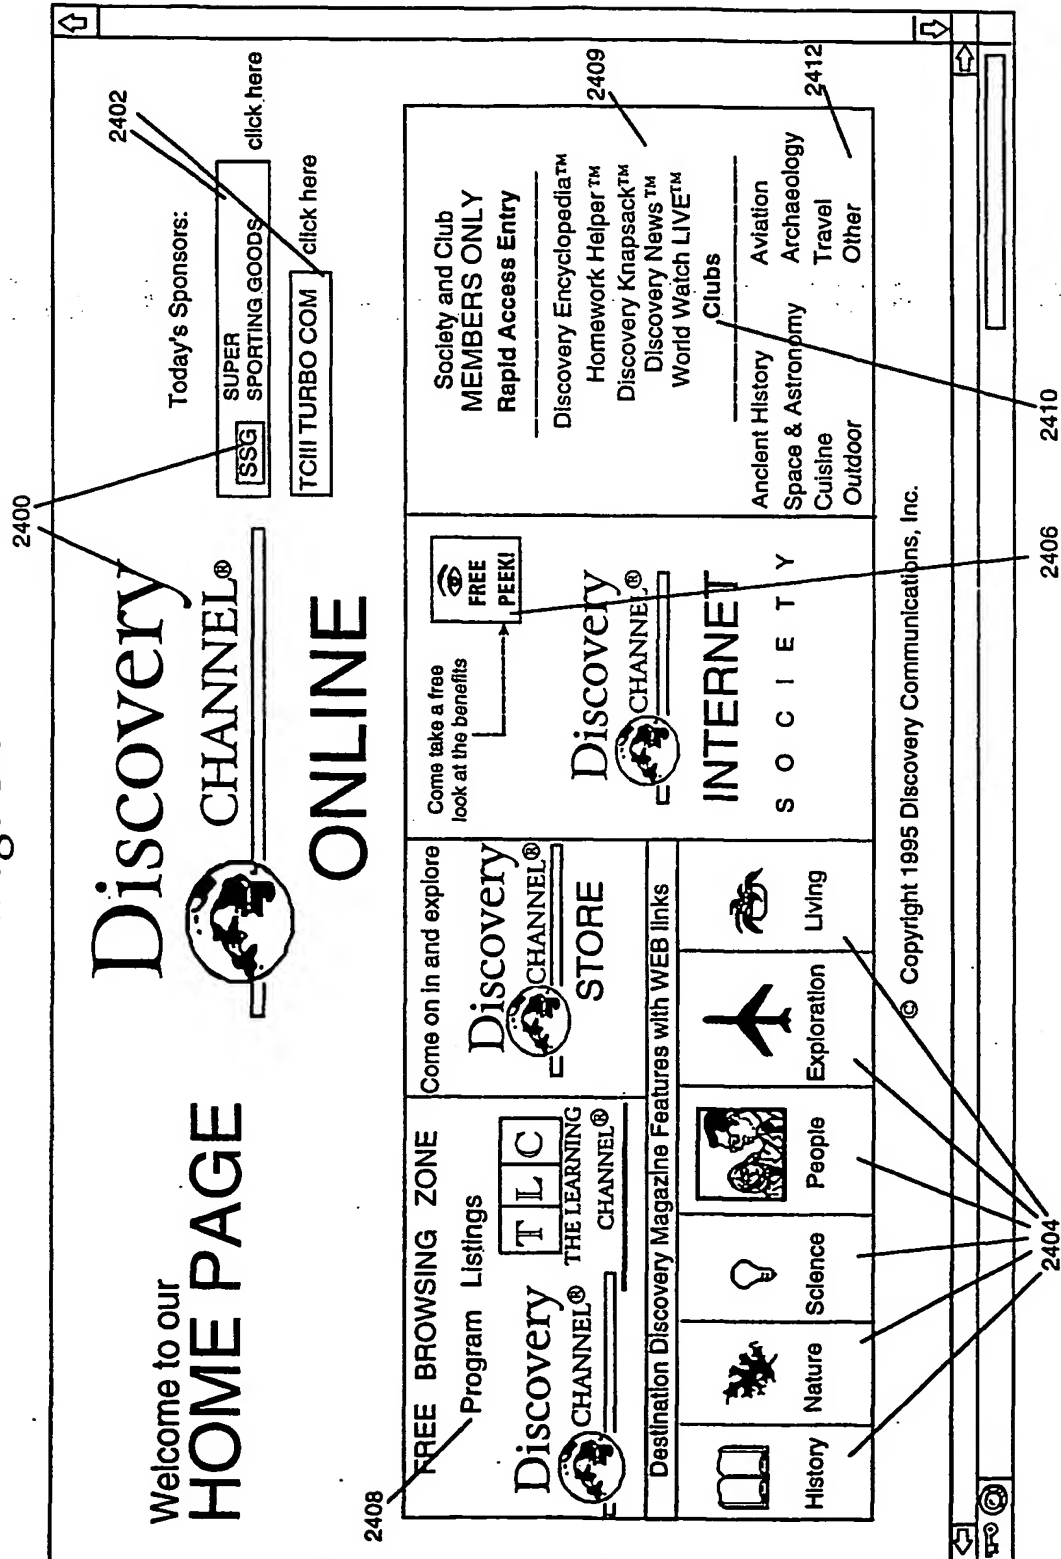 2400
2402
Welcome to our
HOME PAGE
Discovery
CHANNEL®
ONLINE
Today's Sponsors:
SSG
SUPER
SPORTING GOODS
click here
TCIII TURBO COM
click here
2408
FREE BROWSING ZONE
Program Listings
Discovery
CHANNEL®
T L C
THE LEARNING
CHANNEL®
Come on in and explore
Discovery
CHANNEL®
STORE
Destination Discovery Magazine Features with WEB links
History
Nature
Science
People
Exploration
Living
Come take a free
look at the benefits
FREE
PEEK!
Discovery
CHANNEL®
INTERNET
SOCIETY
Society and Club
MEMBERS ONLY
Rapid Access Entry
Discovery Encyclopedia™
Homework Helper™
Discovery Knapsack™
Discovery News™
World Watch LIVE™
Clubs
Ancient History
Space & Astronomy
Cuisine
Outdoor
Aviation
Archaeology
Travel
Other
2409
2412
© Copyright 1995 Discovery Communications, Inc.
2404
2406
2410